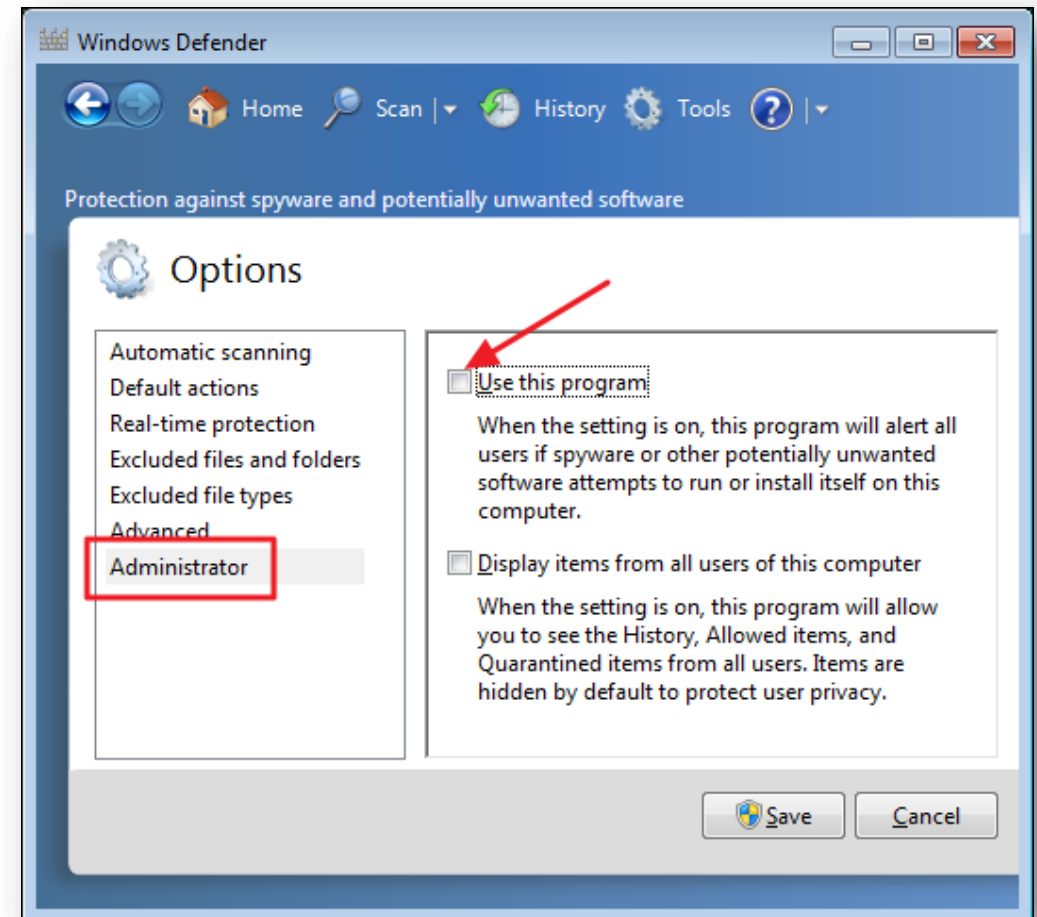 Windows Defender
Home Scan History Tools
Protection against spyware and potentially unwanted software
Options
Automatic scanning
Default actions
Real-time protection
Excluded files and folders
Excluded file types
Advanced
Administrator
Use this program
When the setting is on, this program will alert all
users if spyware or other potentially unwanted
software attempts to run or install itself on this
computer.
Display items from all users of this computer
When the setting is on, this program will allow
you to see the History, Allowed items, and
Quarantined items from all users. Items are
hidden by default to protect user privacy.
Save Cancel